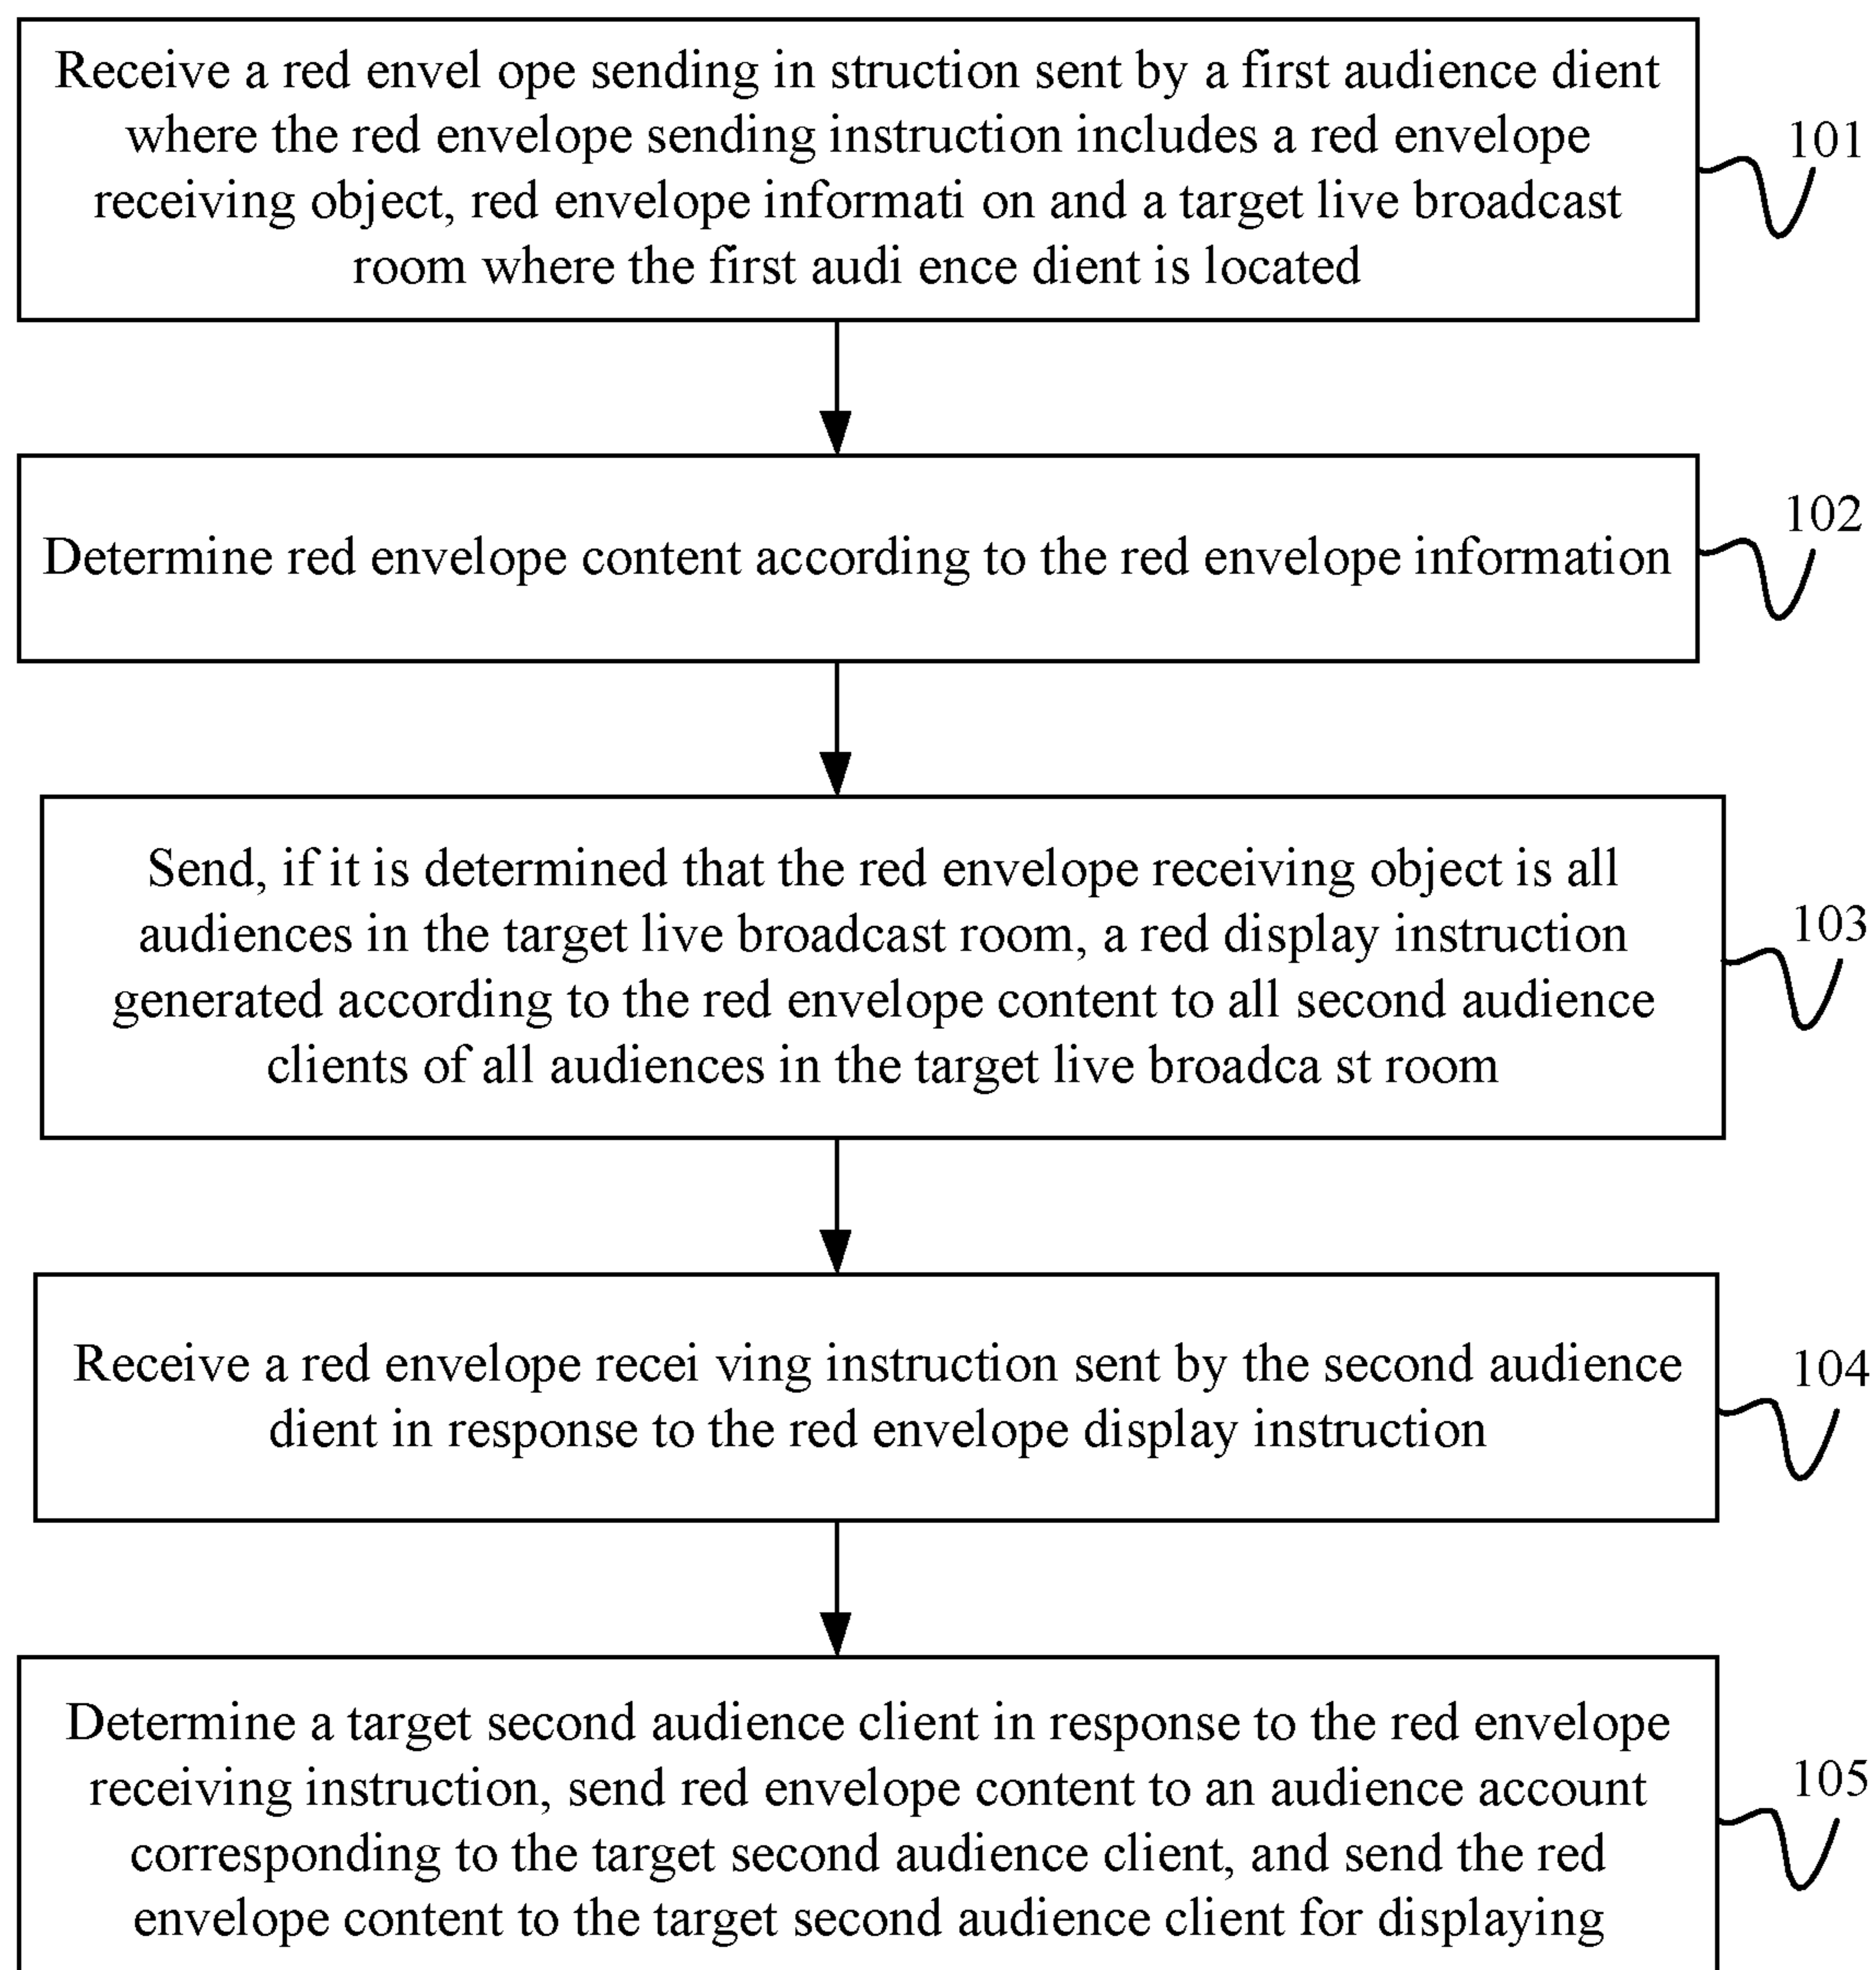 Receive a red envel ope sending in struction sent by a first audience dient
where the red envelope sending instruction includes a red envelope
receiving object, red envelope informati on and a target live broadcast
room where the first audi ence dient is located
101
Determine red envelope content according to the red envelope information
102
Send, if it is determined that the red envelope receiving object is all
audiences in the target live broadcast room, a red display instruction
generated according to the red envelope content to all second audience
clients of all audiences in the target live broadca st room
103
Receive a red envelope recei ving instruction sent by the second audience
dient in response to the red envelope display instruction
104
Determine a target second audience client in response to the red envelope
receiving instruction, send red envelope content to an audience account
corresponding to the target second audience client, and send the red
envelope content to the target second audience client for displaying
105